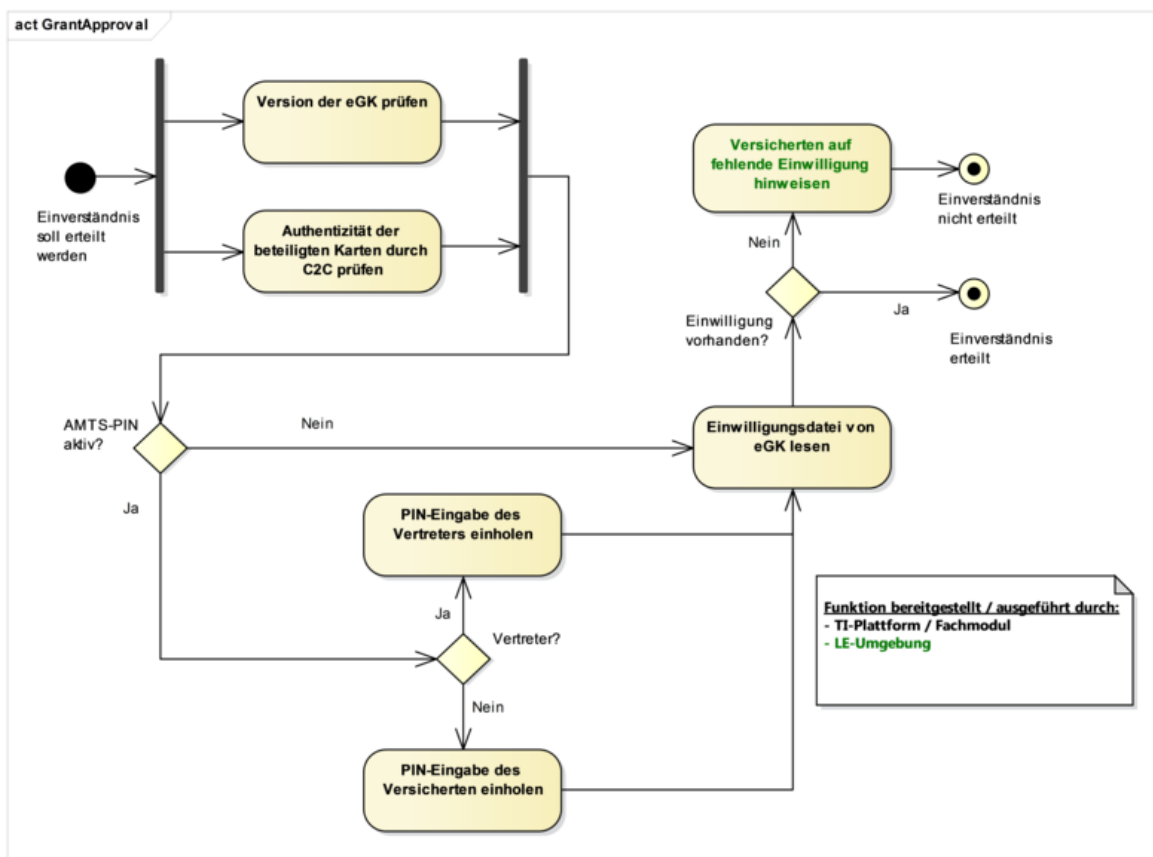 act GrantApproval
Version der eGK prüfen
Einverständnis
soll erteilt
werden
Authentizität der
beteiligten Karten durch
C2C prüfen
Versicherten auf
fehlende Einwilligung
hinweisen
Einverständnis
nicht erteilt
Nein
Einwilligung
vorhanden?
Ja
Einverständnis
erteilt
AMTS-PIN
aktiv?
Nein
Einwilligungsdatei von
eGK lesen
Ja
PIN-Eingabe des
Vertreters einholen
Ja
Vertreter?
Nein
PIN-Eingabe des
Versicherten einholen
Funktion bereitgestellt / ausgeführt durch:
- TI-Plattform / Fachmodul
- LE-Umgebung